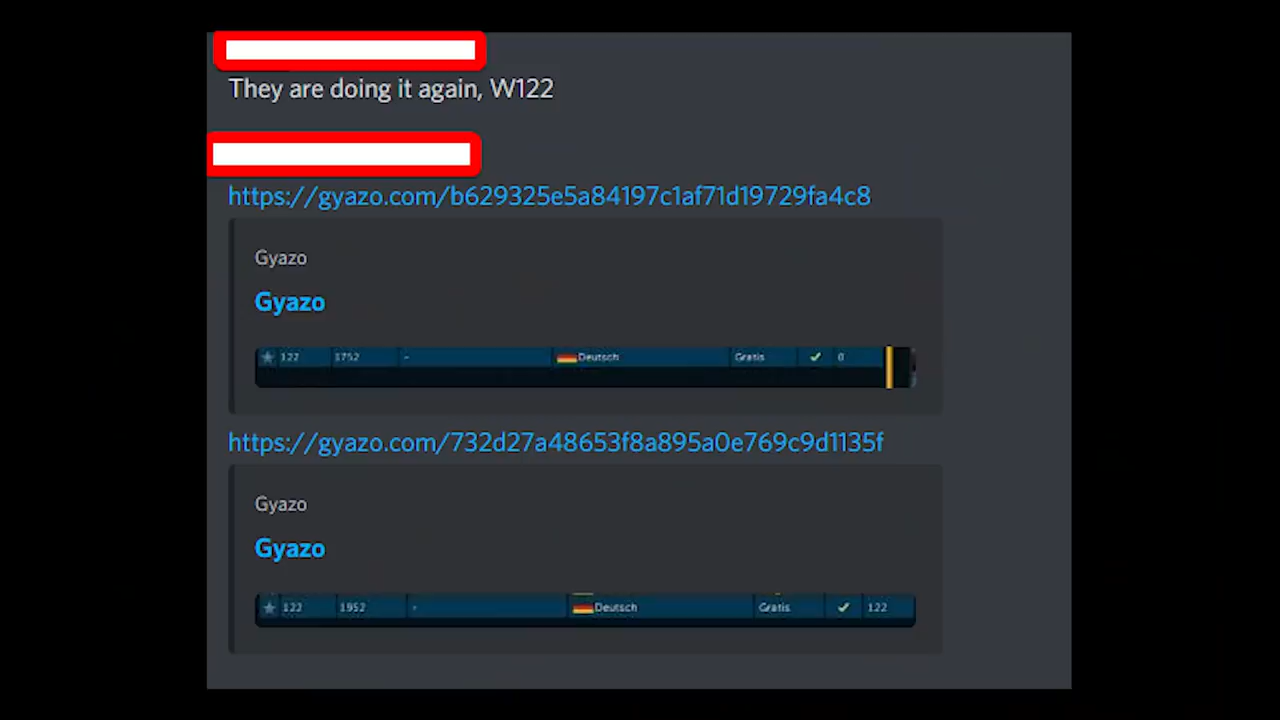 They are doing it again, W122
https://gyazo.com/b629325e5a84197c1af71d19729fa4c8
Gyazo
Gyazo
122 1752 - Deutsch Gratis ✓ 0
https://gyazo.com/732d27a48653f8a895a0e769c9d1135f
Gyazo
Gyazo
122 1952 - Deutsch Gratis ✓ 122